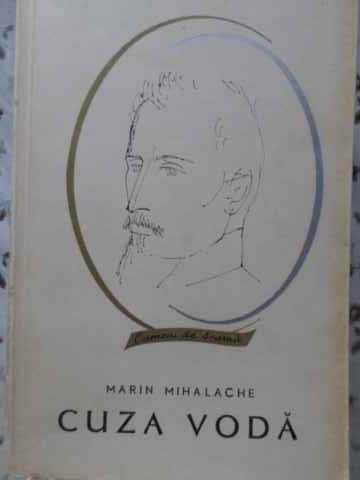 Oameni de seamă
MARIN MIHALACHE
CUZA VODĂ